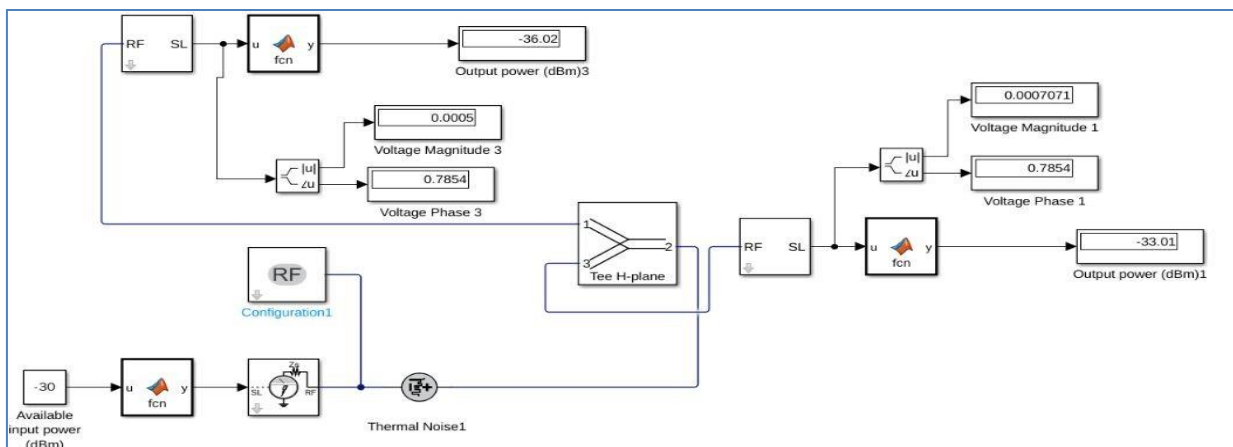 RF SL
u y
fcn
-36.02
Output power (dBm)3
0.0005
Voltage Magnitude 3
|u|
∠u
0.7854
Voltage Phase 3
0.0007071
Voltage Magnitude 1
|u|
∠u
0.7854
Voltage Phase 1
1
2
3
Tee H-plane
RF SL
u y
fcn
-33.01
Output power (dBm)1
RF
Configuration1
-30
Available
input power
(dBm)
u y
fcn
SL RF
Thermal Noise1